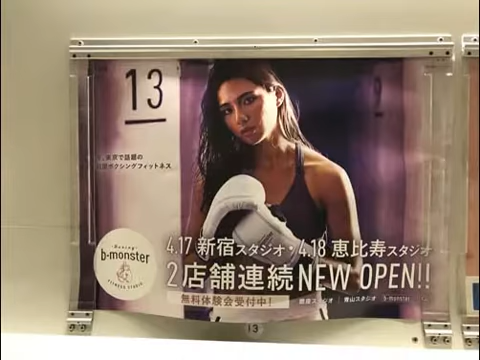 13
今、東京で話題の
暗闇ボクシングフィットネス
Boxing
b-monster
FITNESS STUDIO
4.17 新宿スタジオ・4.18 恵比寿スタジオ
2店舗連続NEW OPEN!!
無料体験会受付中! 銀座スタジオ | 青山スタジオ b-monster
13